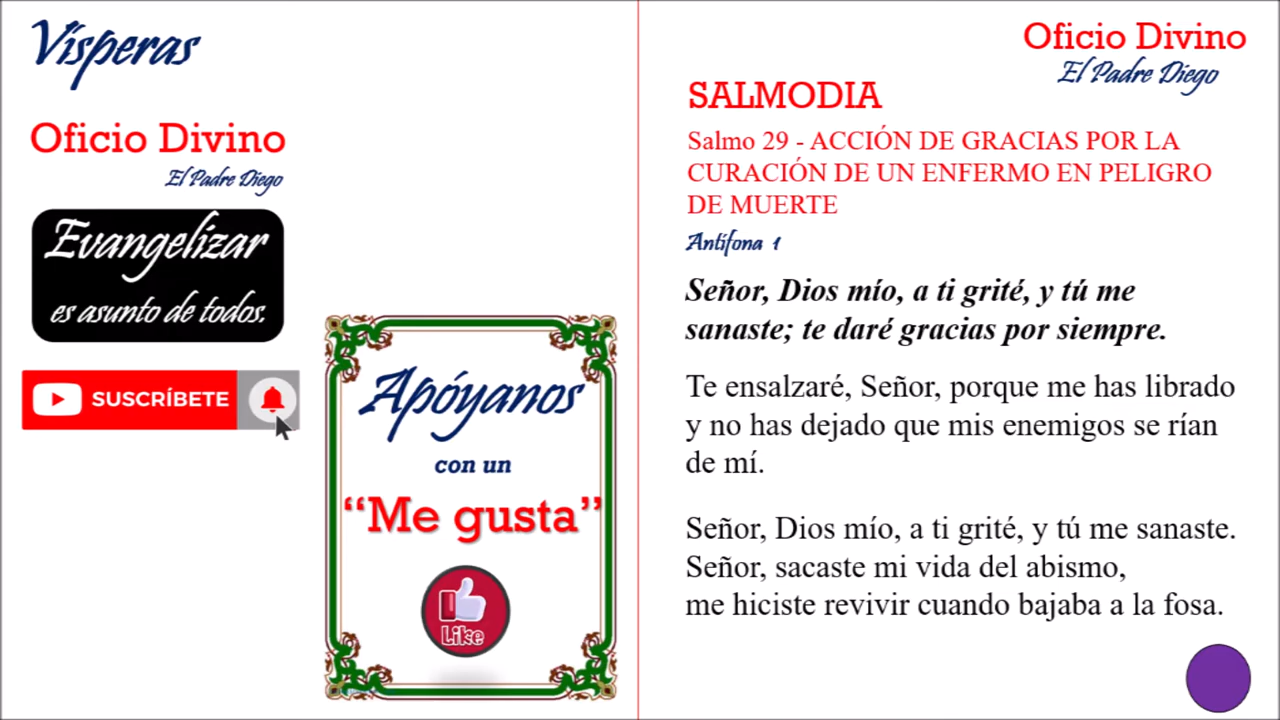 Vísperas
Oficio Divino
El Padre Diego
Evangelizar
es asunto de todos.
SUSCRÍBETE
Apóyanos
con un
“Me gusta”
Like
Oficio Divino
El Padre Diego
SALMODIA
Salmo 29 - ACCIÓN DE GRACIAS POR LA
CURACIÓN DE UN ENFERMO EN PELIGRO
DE MUERTE
Antífona 1
Señor, Dios mío, a ti grité, y tú me
sanaste; te daré gracias por siempre.
Te ensalzaré, Señor, porque me has librado
y no has dejado que mis enemigos se rían
de mí.
Señor, Dios mío, a ti grité, y tú me sanaste.
Señor, sacaste mi vida del abismo,
me hiciste revivir cuando bajaba a la fosa.